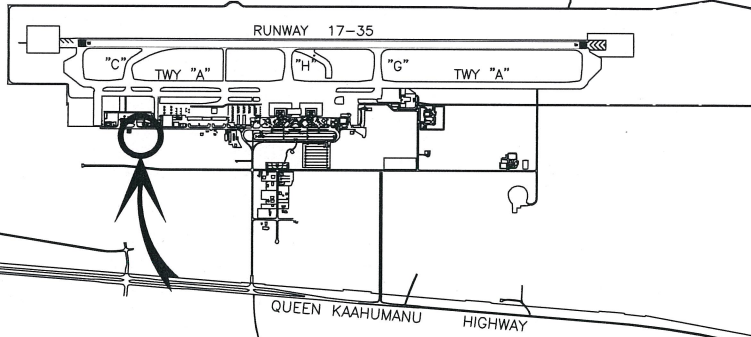 RUNWAY 17-35
"C"
"H"
"G"
TWY "A"
TWY "A"
QUEEN KAAHUMANU HIGHWAY